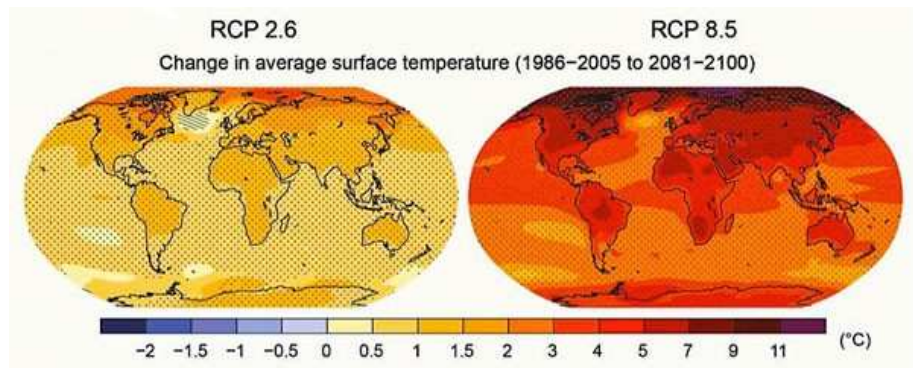 RCP 2.6 RCP 8.5
Change in average surface temperature (1986−2005 to 2081−2100)
−2 −1.5 −1 −0.5 0 0.5 1 1.5 2 3 4 5 7 9 11 (°C)